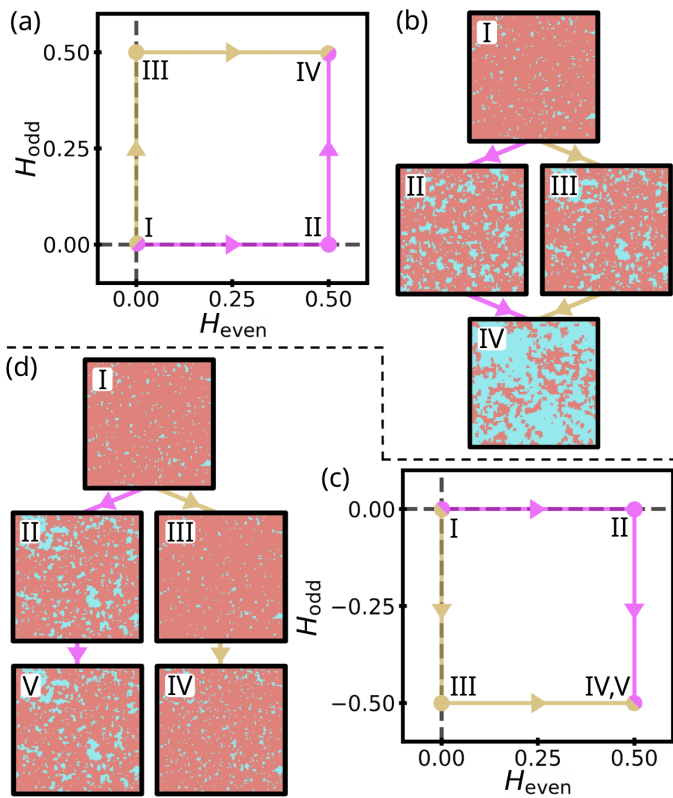 (a)
0.50
0.25
0.00
H_odd
III
IV
I
II
0.00
0.25
0.50
H_even
(b)
I
II
III
IV
(d)
I
II
III
V
IV
(c)
0.00
−0.25
−0.50
H_odd
I
II
III
IV,V
0.00
0.25
0.50
H_even